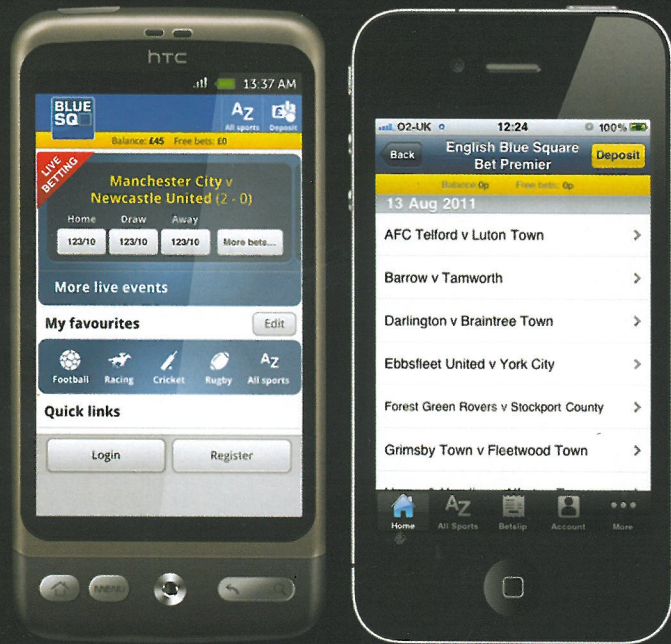 hTC
13:37 AM
BLUE
SQ
AZ
All sports
Deposit
Balance: £45 Free bets: £0
LIVE
BETTING
Manchester City v
Newcastle United (2 - 0)
Home Draw Away
123/10 123/10 123/10 More bets...
More live events
My favourites Edit
Football Racing Cricket Rugby AZ All sports
Quick links
Login Register
MENU
O2-UK 12:24 100%
Back English Blue Square Deposit
Bet Premier
Balance: 0p Free bets: 0p
13 Aug 2011
AFC Telford v Luton Town
Barrow v Tamworth
Darlington v Braintree Town
Ebbsfleet United v York City
Forest Green Rovers v Stockport County
Grimsby Town v Fleetwood Town
AZ
Home All Sports Betslip Account More